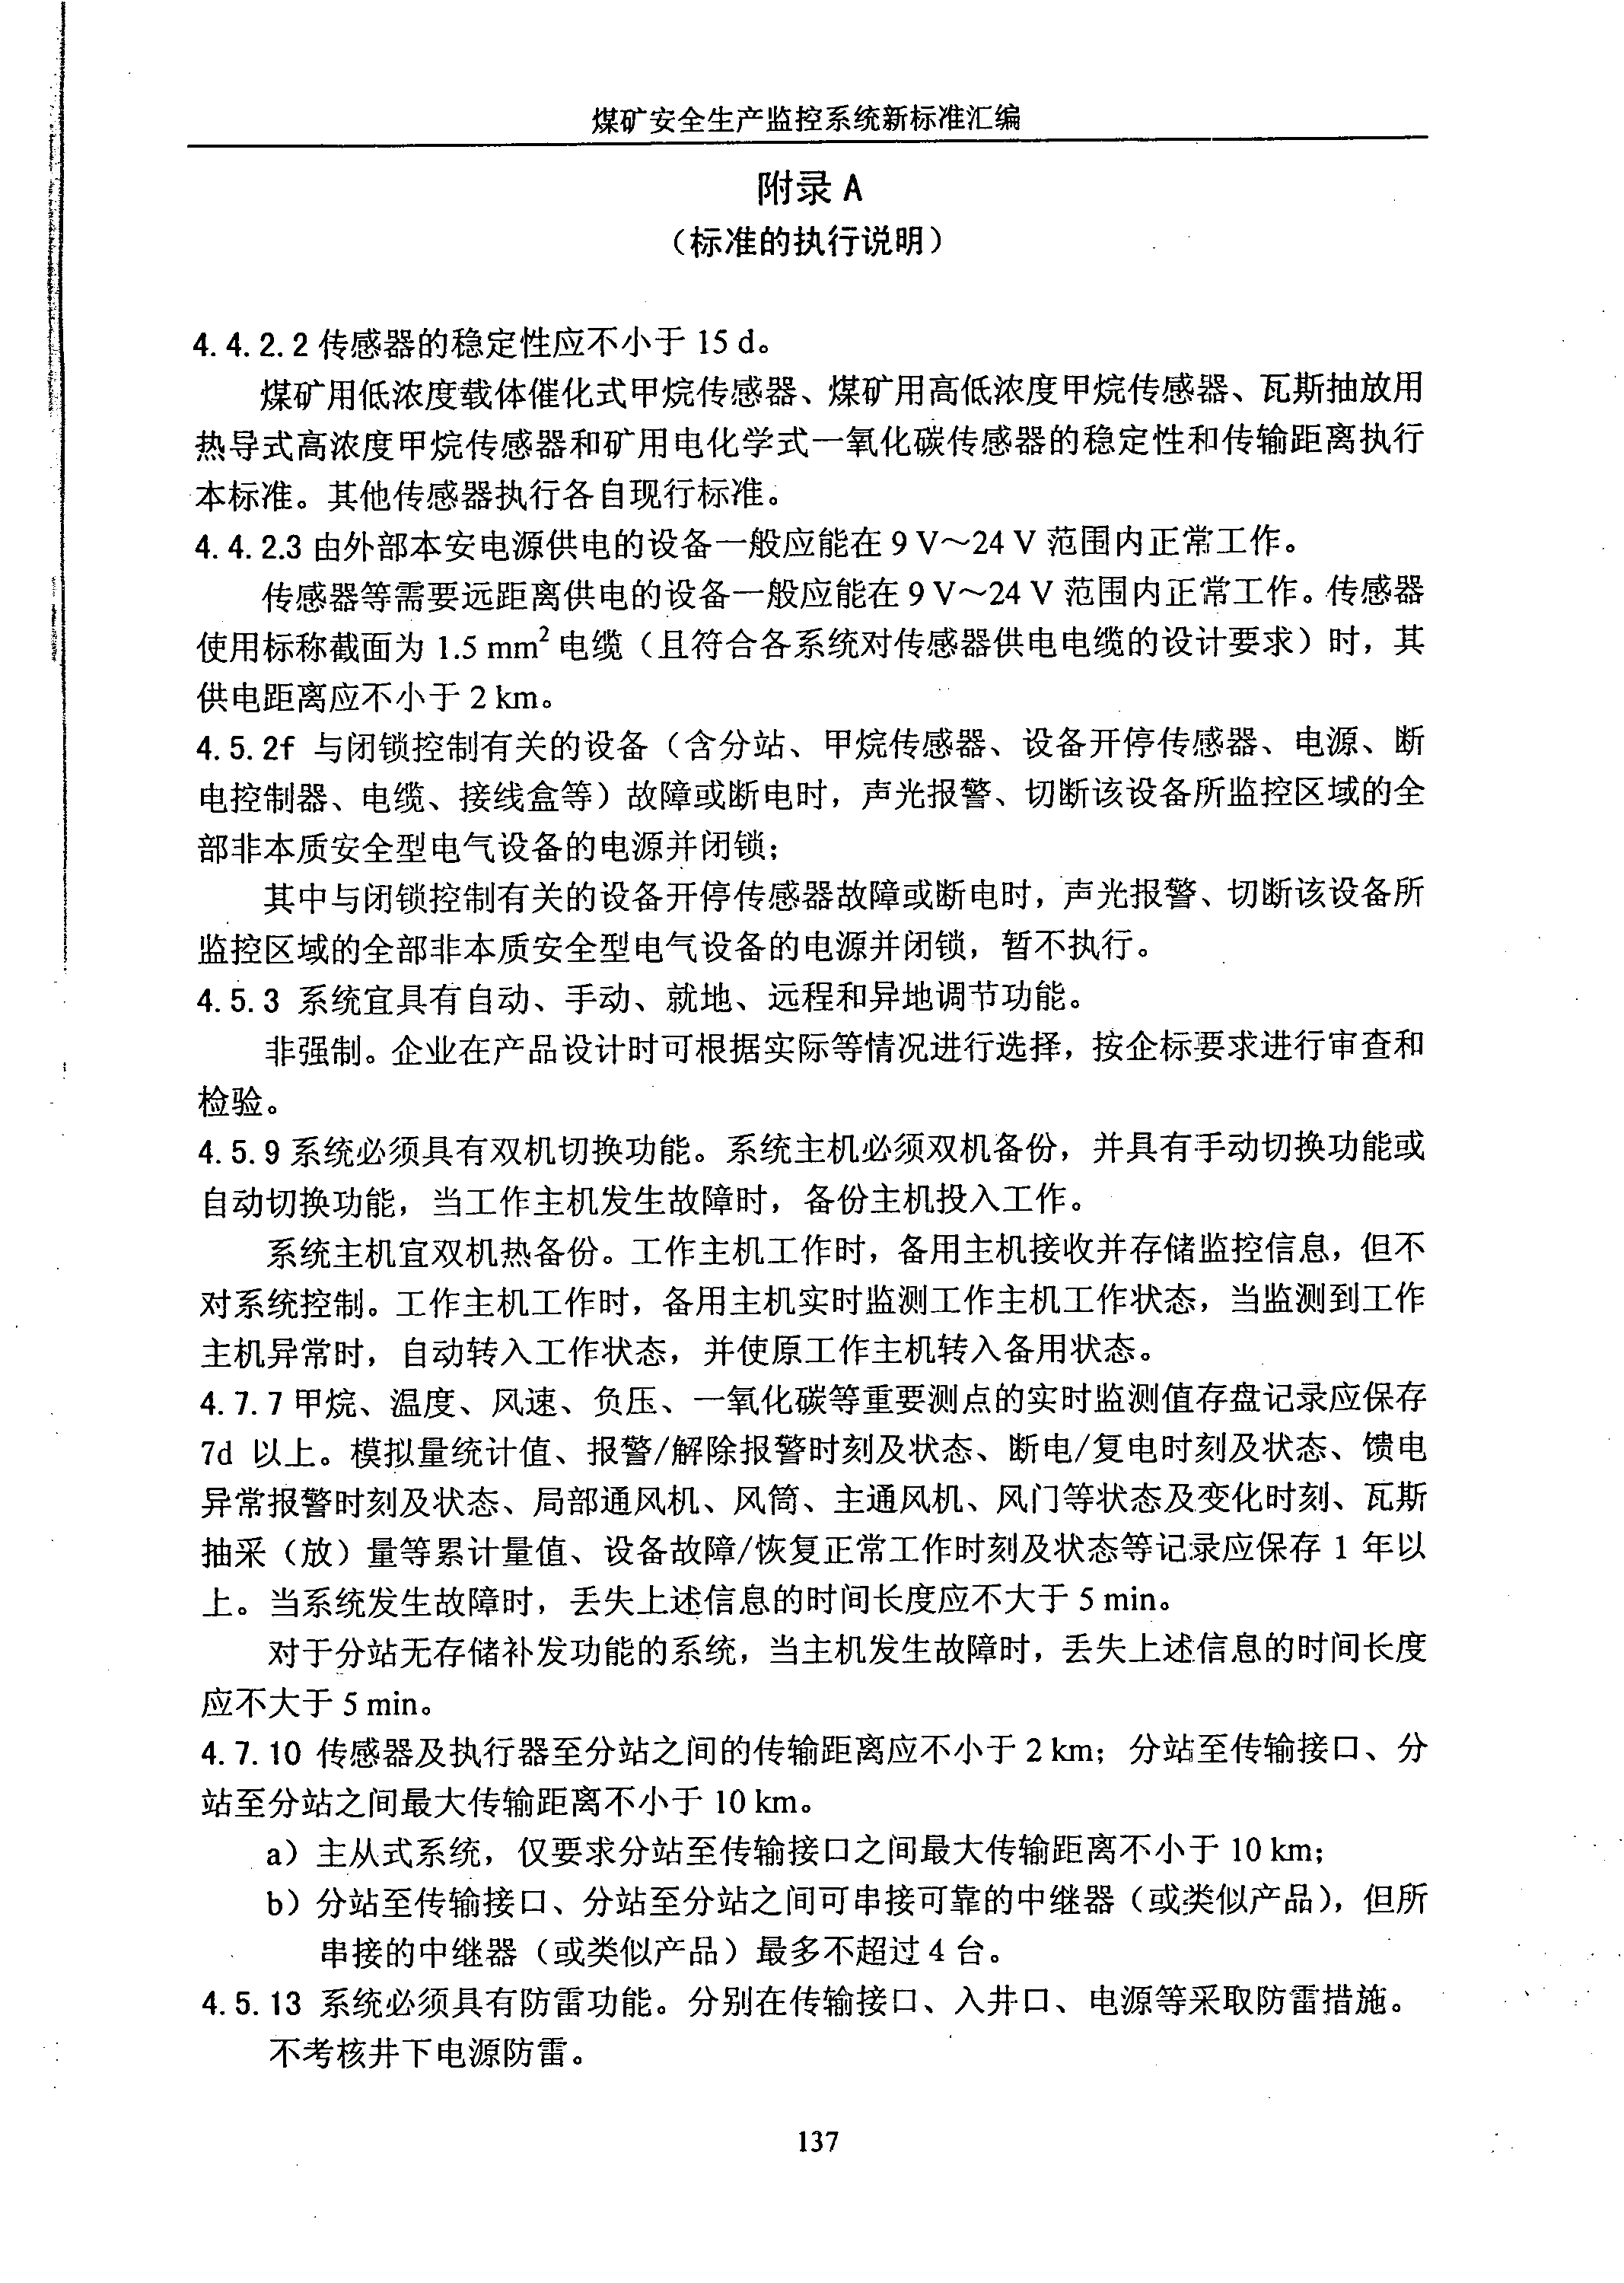 煤矿安全生产监控系统新标准汇编
附录 A
（标准的执行说明）
4.4.2.2 传感器的稳定性应不小于 15 d。
煤矿用低浓度载体催化式甲烷传感器、煤矿用高低浓度甲烷传感器、瓦斯抽放用
热导式高浓度甲烷传感器和矿用电化学式一氧化碳传感器的稳定性和传输距离执行
本标准。其他传感器执行各自现行标准。
4.4.2.3 由外部本安电源供电的设备一般应能在 9 V～24 V 范围内正常工作。
传感器等需要远距离供电的设备一般应能在 9 V～24 V 范围内正常工作。传感器
使用标称截面为 1.5 mm² 电缆（且符合各系统对传感器供电电缆的设计要求）时，其
供电距离应不小于 2 km。
4.5.2f 与闭锁控制有关的设备（含分站、甲烷传感器、设备开停传感器、电源、断
电控制器、电缆、接线盒等）故障或断电时，声光报警、切断该设备所监控区域的全
部非本质安全型电气设备的电源并闭锁；
其中与闭锁控制有关的设备开停传感器故障或断电时，声光报警、切断该设备所
监控区域的全部非本质安全型电气设备的电源并闭锁，暂不执行。
4.5.3 系统宜具有自动、手动、就地、远程和异地调节功能。
非强制。企业在产品设计时可根据实际等情况进行选择，按企标要求进行审查和
检验。
4.5.9 系统必须具有双机切换功能。系统主机必须双机备份，并具有手动切换功能或
自动切换功能，当工作主机发生故障时，备份主机投入工作。
系统主机宜双机热备份。工作主机工作时，备用主机接收并存储监控信息，但不
对系统控制。工作主机工作时，备用主机实时监测工作主机工作状态，当监测到工作
主机异常时，自动转入工作状态，并使原工作主机转入备用状态。
4.7.7 甲烷、温度、风速、负压、一氧化碳等重要测点的实时监测值存盘记录应保存
7d 以上。模拟量统计值、报警/解除报警时刻及状态、断电/复电时刻及状态、馈电
异常报警时刻及状态、局部通风机、风筒、主通风机、风门等状态及变化时刻、瓦斯
抽采（放）量等累计量值、设备故障/恢复正常工作时刻及状态等记录应保存 1 年以
上。当系统发生故障时，丢失上述信息的时间长度应不大于 5 min。
对于分站无存储补发功能的系统，当主机发生故障时，丢失上述信息的时间长度
应不大于 5 min。
4.7.10 传感器及执行器至分站之间的传输距离应不小于 2 km；分站至传输接口、分
站至分站之间最大传输距离不小于 10 km。
a）主从式系统，仅要求分站至传输接口之间最大传输距离不小于 10 km；
b）分站至传输接口、分站至分站之间可串接可靠的中继器（或类似产品），但所
串接的中继器（或类似产品）最多不超过 4 台。
4.5.13 系统必须具有防雷功能。分别在传输接口、入井口、电源等采取防雷措施。
不考核井下电源防雷。
137